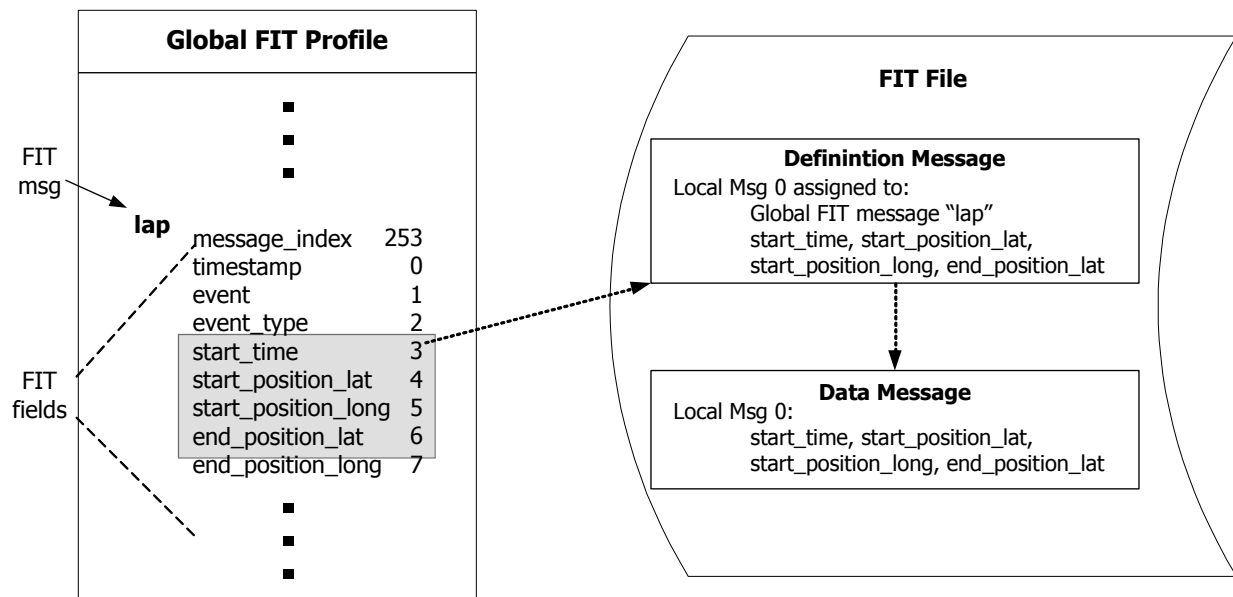 Global FIT Profile
FIT
msg
lap
message_index 253
timestamp 0
event 1
event_type 2
start_time 3
start_position_lat 4
start_position_long 5
end_position_lat 6
end_position_long 7
FIT
fields
FIT File
Definintion Message
Local Msg 0 assigned to:
Global FIT message “lap”
start_time, start_position_lat,
start_position_long, end_position_lat
Data Message
Local Msg 0:
start_time, start_position_lat,
start_position_long, end_position_lat